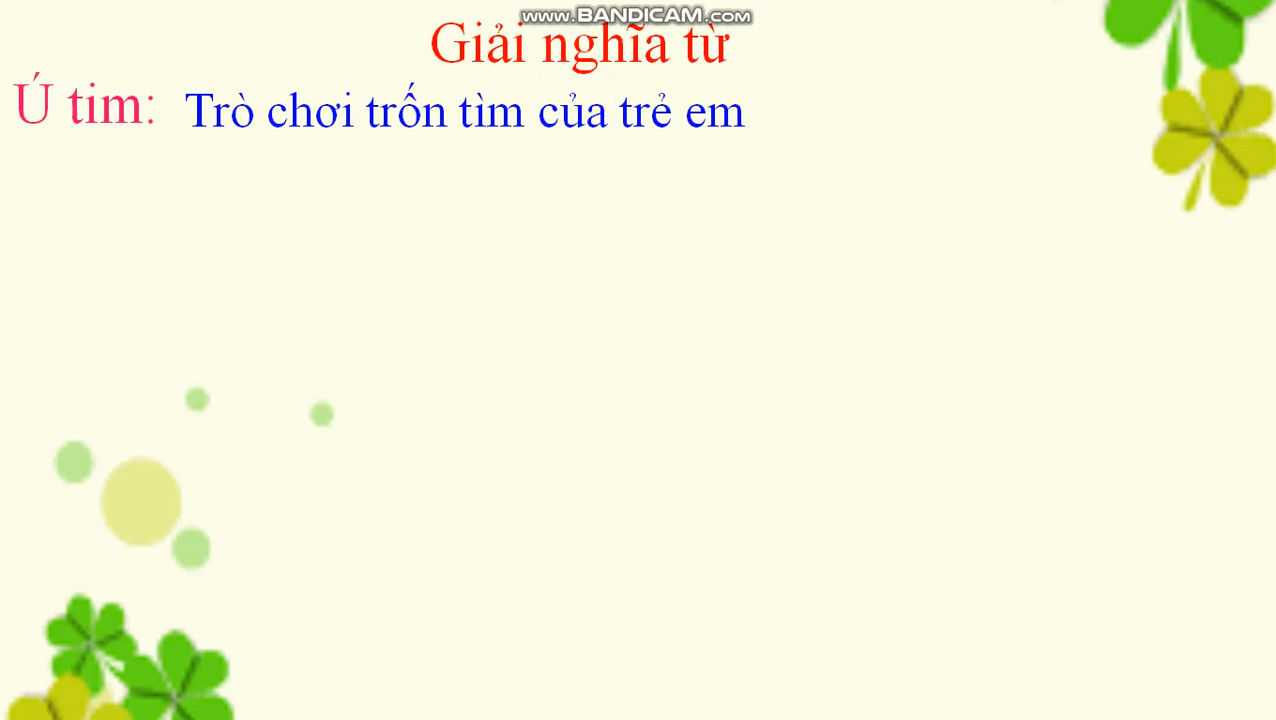 www.BANDICAM.com
Giải nghĩa từ
Ú tim: Trò chơi trốn tìm của trẻ em